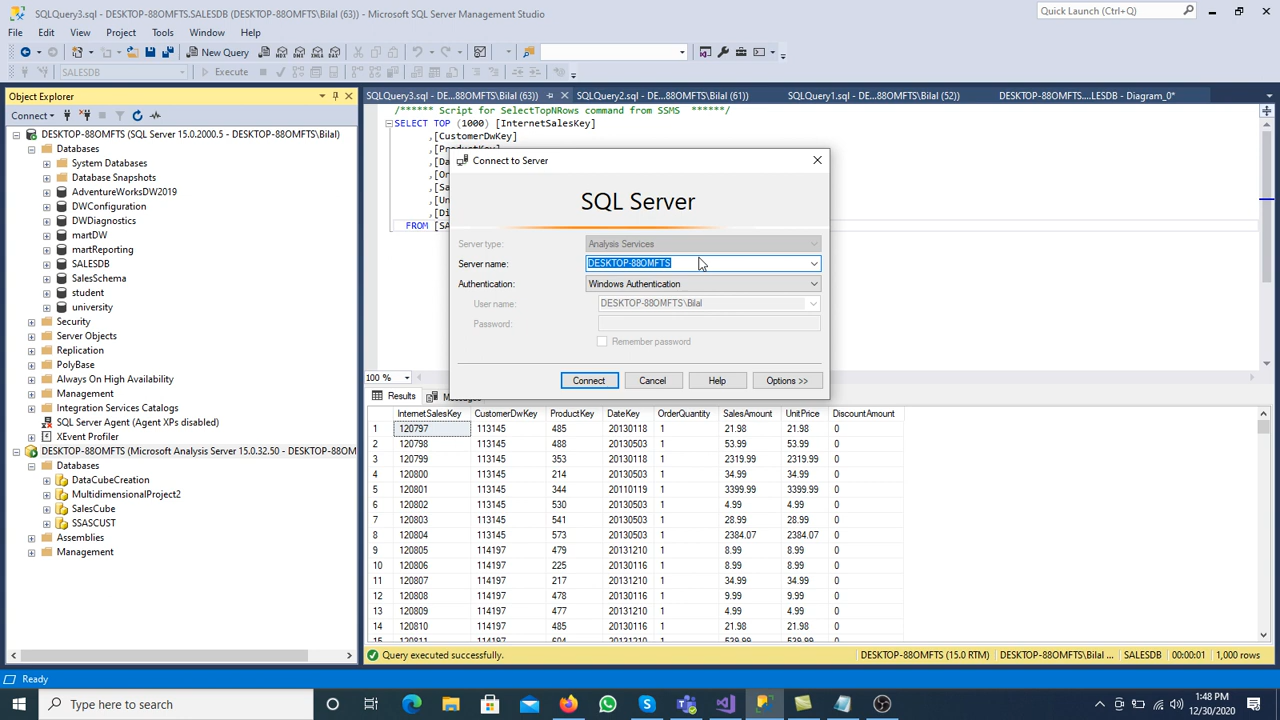 SQLQuery3.sql - DESKTOP-88OMFTS.SALESDB (DESKTOP-88OMFTS\Bilal (63)) - Microsoft SQL Server Management Studio
Quick Launch (Ctrl+Q)
File Edit View Project Tools Window Help
New Query
SALESDB Execute
Object Explorer
SQLQuery3.sql - DE...88OMFTS\Bilal (63)) SQLQuery2.sql - DE...88OMFTS\Bilal (61)) SQLQuery1.sql - DE...88OMFTS\Bilal (52)) DESKTOP-88OMFTS....LESDB - Diagram_0*
Connect
/****** Script for SelectTopNRows command from SSMS ******/
SELECT TOP (1000) [InternetSalesKey]
,[CustomerDwKey]
FROM [SA
DESKTOP-88OMFTS (SQL Server 15.0.2000.5 - DESKTOP-88OMFTS\Bilal)
Databases
System Databases
Database Snapshots
AdventureWorksDW2019
DWConfiguration
DWDiagnostics
martDW
martReporting
SALESDB
SalesSchema
student
university
Security
Server Objects
Replication
PolyBase
Always On High Availability
Management
Integration Services Catalogs
SQL Server Agent (Agent XPs disabled)
XEvent Profiler
DESKTOP-88OMFTS (Microsoft Analysis Server 15.0.32.50 - DESKTOP-88OM
Databases
DataCubeCreation
MultidimensionalProject2
SalesCube
SSASCUST
Assemblies
Management
Connect to Server
SQL Server
Server type: Analysis Services
Server name: DESKTOP-88OMFTS
Authentication: Windows Authentication
User name: DESKTOP-88OMFTS\Bilal
Password:
Remember password
Connect Cancel Help Options >>
100 %
Results
InternetSalesKey CustomerDwKey ProductKey DateKey OrderQuantity SalesAmount UnitPrice DiscountAmount
1 120797 113145 485 20130118 1 21.98 21.98 0
2 120798 113145 488 20130503 1 53.99 53.99 0
3 120799 113145 353 20130118 1 2319.99 2319.99 0
4 120800 113145 214 20130503 1 34.99 34.99 0
5 120801 113145 344 20110119 1 3399.99 3399.99 0
6 120802 113145 530 20130503 1 4.99 4.99 0
7 120803 113145 541 20130503 1 28.99 28.99 0
8 120804 113145 573 20130503 1 2384.07 2384.07 0
9 120805 114197 479 20131210 1 8.99 8.99 0
10 120806 114197 225 20130116 1 8.99 8.99 0
11 120807 114197 217 20131210 1 34.99 34.99 0
12 120808 114197 478 20130116 1 9.99 9.99 0
13 120809 114197 477 20131210 1 4.99 4.99 0
14 120810 114197 485 20130116 1 21.98 21.98 0
15 120811 114197 604 20131210 1 539.99 539.99 0
Query executed successfully. DESKTOP-88OMFTS (15.0 RTM) DESKTOP-88OMFTS\Bilal ... SALESDB 00:00:01 1,000 rows
Ready
Type here to search
1:48 PM
12/30/2020